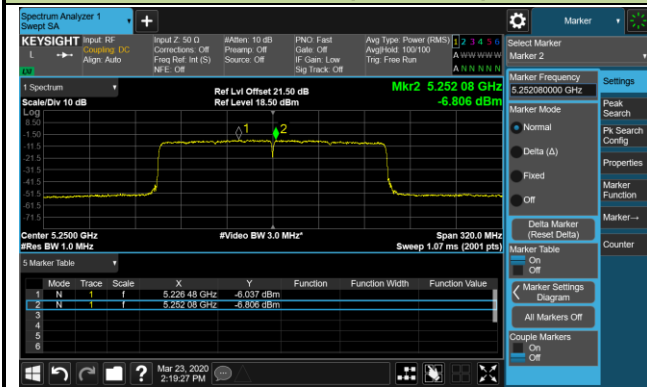 Spectrum Analyzer 1
Swept SA
Marker
KEYSIGHT
L
Input: RF
Coupling: DC
Align: Auto
Input Z: 50 Ω
Corrections: Off
Freq Ref: Int (S)
NFE: Off
#Atten: 10 dB
Preamp: Off
Source: Off
PNO: Fast
Gate: Off
IF Gain: Low
Sig Track: Off
Avg Type: Power (RMS)
Avg|Hold: 100/100
Trig: Free Run
1 2 3 4 5 6
A W W W W W
A N N N N N
Select Marker
Marker 2
1 Spectrum
Scale/Div 10 dB
Ref Lvl Offset 21.50 dB
Ref Level 18.50 dBm
Mkr2 5.252 08 GHz
-6.806 dBm
Log
8.50
-1.50
-11.5
-21.5
-31.5
-41.5
-51.5
-61.5
-71.5
1
2
Center 5.2500 GHz
#Res BW 1.0 MHz
#Video BW 3.0 MHz*
Span 320.0 MHz
Sweep 1.07 ms (2001 pts)
5 Marker Table
Mode Trace Scale X Y Function Function Width Function Value
1 N 1 f 5.226 48 GHz -6.037 dBm
2 N 1 f 5.252 08 GHz -6.806 dBm
3
4
5
6
Marker Frequency
5.252080000 GHz
Marker Mode
Normal
Delta (Δ)
Fixed
Off
Delta Marker
(Reset Delta)
Marker Table
On
Off
Marker Settings
Diagram
All Markers Off
Couple Markers
On
Off
Settings
Peak
Search
Pk Search
Config
Properties
Marker
Function
Marker→
Counter
?
Mar 23, 2020
2:19:27 PM